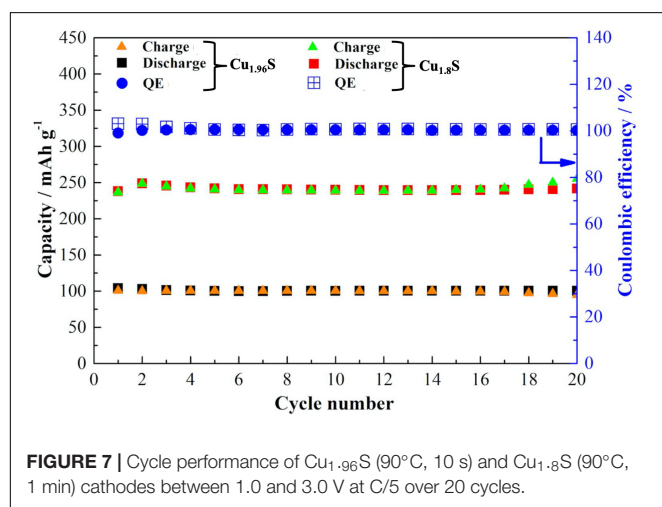 450
400
350
300
250
200
150
100
50
0
Capacity / mAh g⁻¹
Charge
Discharge
QE
Cu₁.₉₆S
Charge
Discharge
QE
Cu₁.₈S
140
120
100
80
60
40
20
0
Coulombic efficiency / %
0 2 4 6 8 10 12 14 16 18 20
Cycle number
FIGURE 7 | Cycle performance of Cu₁.₉₆S (90°C, 10 s) and Cu₁.₈S (90°C,
1 min) cathodes between 1.0 and 3.0 V at C/5 over 20 cycles.